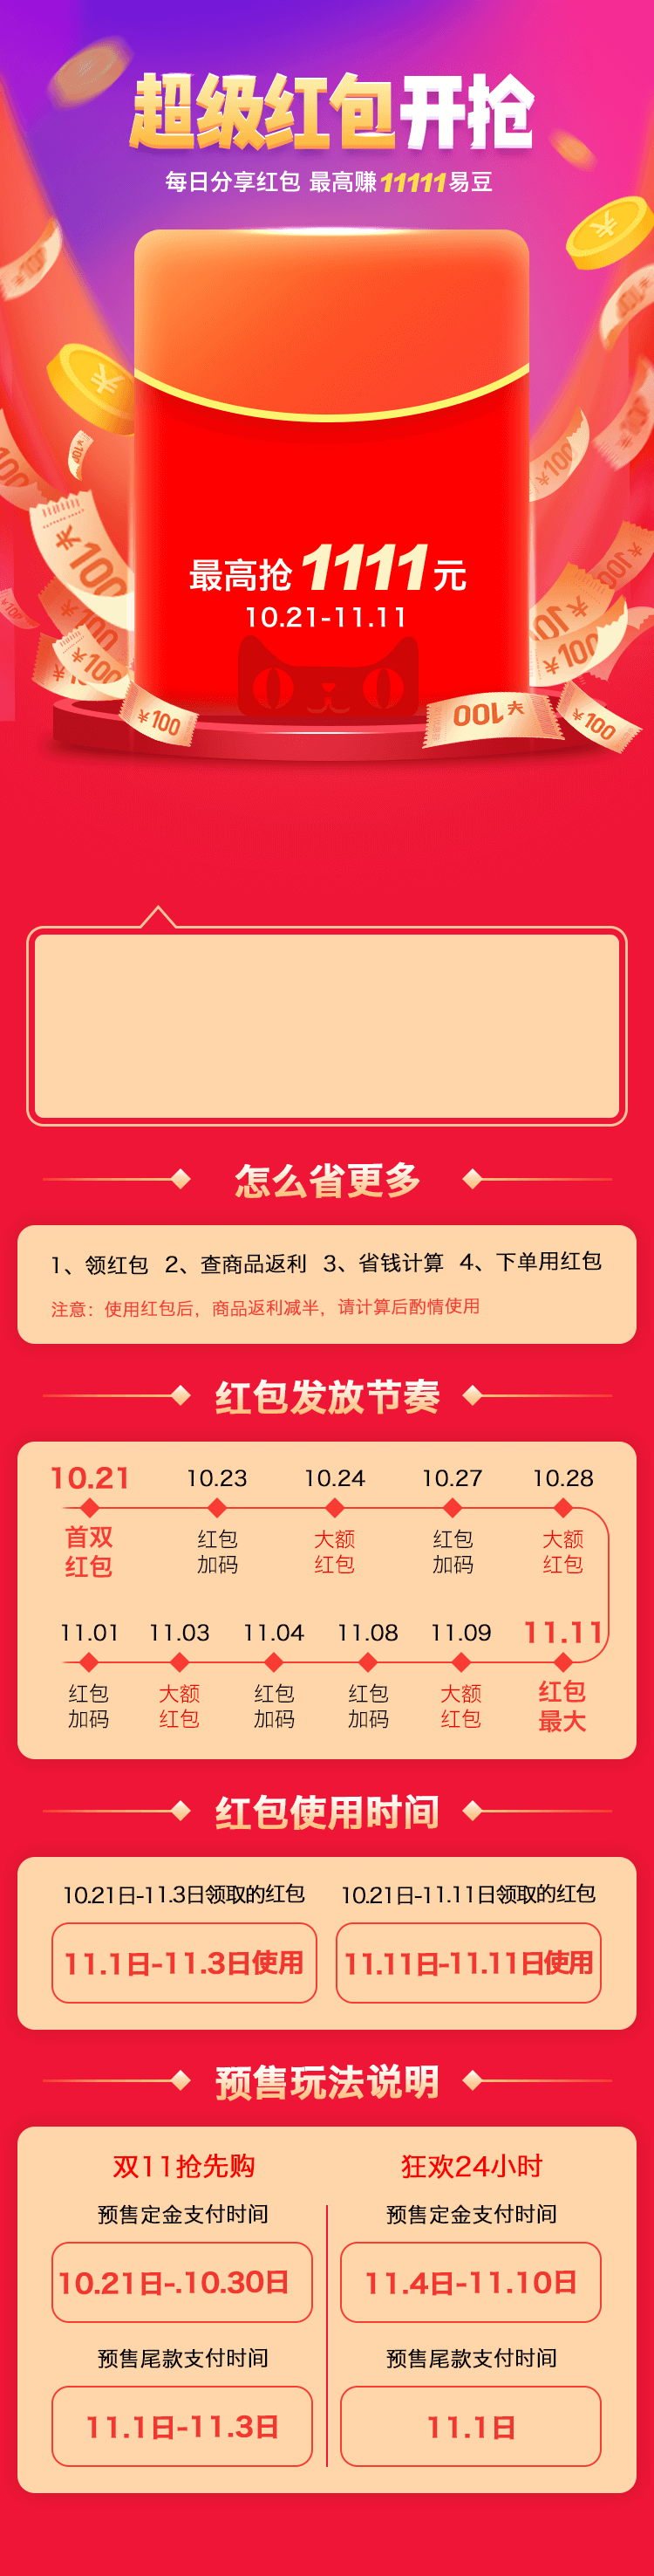 超级红包开抢
每日分享红包 最高赚11111易豆
最高抢1111元
10.21-11.11
¥100
¥100
¥100
¥100
¥100
¥100
¥100
怎么省更多
1、领红包 2、查商品返利 3、省钱计算 4、下单用红包
注意：使用红包后，商品返利减半，请计算后酌情使用
红包发放节奏
10.21 10.23 10.24 10.27 10.28
首双 红包 大额 红包 大额
红包 加码 红包 加码 红包
11.01 11.03 11.04 11.08 11.09 11.11
红包 大额 红包 红包 大额 红包
加码 红包 加码 加码 红包 最大
红包使用时间
10.21日-11.3日领取的红包 10.21日-11.11日领取的红包
11.1日-11.3日使用 11.11日-11.11日使用
预售玩法说明
双11抢先购 狂欢24小时
预售定金支付时间 预售定金支付时间
10.21日-.10.30日 11.4日-11.10日
预售尾款支付时间 预售尾款支付时间
11.1日-11.3日 11.1日